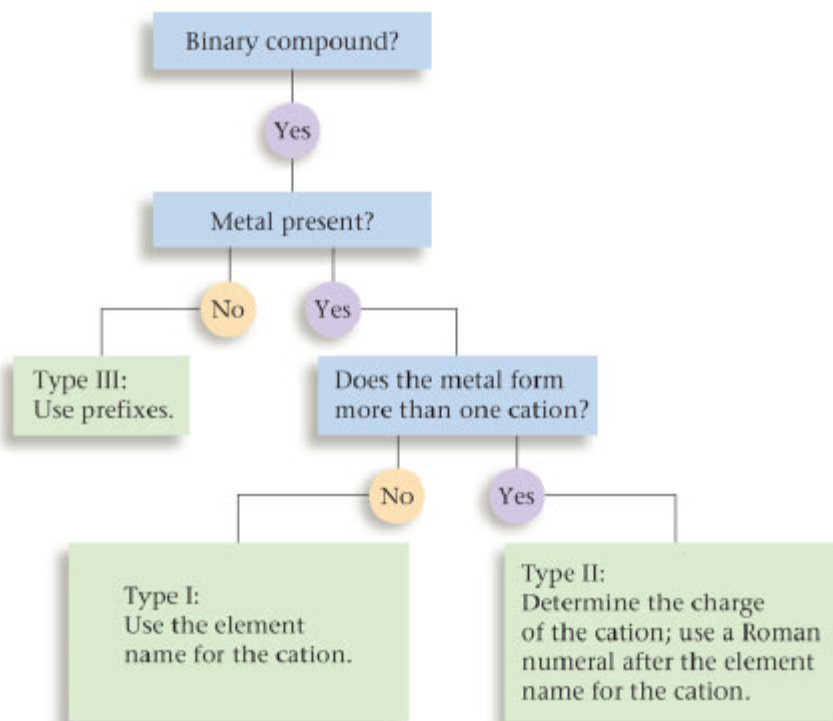 Binary compound?
Yes
Metal present?
No
Yes
Type III:
Use prefixes.
Does the metal form
more than one cation?
No
Yes
Type I:
Use the element
name for the cation.
Type II:
Determine the charge
of the cation; use a Roman
numeral after the element
name for the cation.